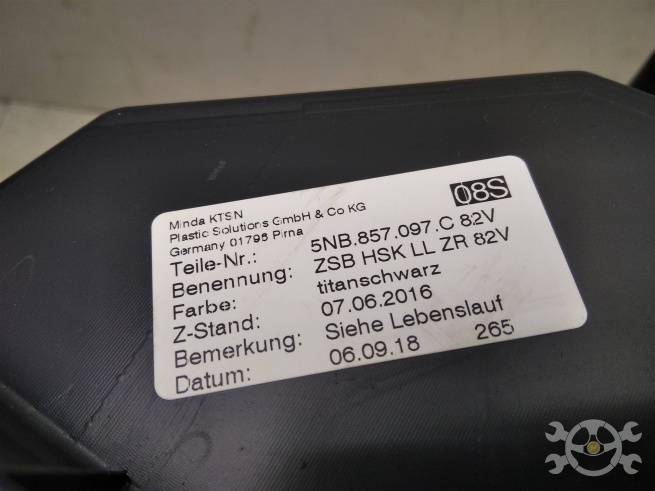 08S
Minda KTSN
Plastic Solutions GmbH & Co KG
Germany 01796 Pirna
Teile-Nr.: 5NB.857.097.C 82V
Benennung: ZSB HSK LL ZR 82V
Farbe: titanschwarz
Z-Stand: 07.06.2016
Bemerkung: Siehe Lebenslauf
Datum: 06.09.18 265